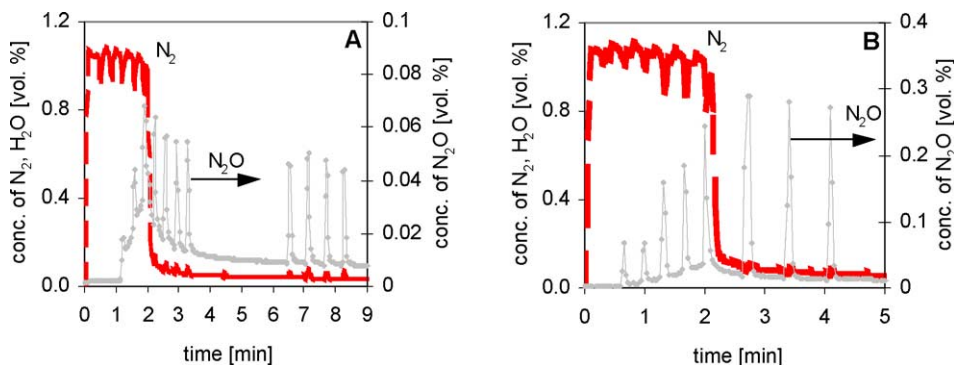 A
B
N₂
N₂
N₂O
N₂O
conc. of N₂, H₂O [vol. %]
1.2
0.8
0.4
0.0
0.1
0.08
0.06
0.04
0.02
0
conc. of N₂O [vol. %]
0 1 2 3 4 5 6 7 8 9
time [min]
conc. of N₂, H₂O [vol. %]
1.2
0.8
0.4
0.0
0.4
0.3
0.2
0.1
0
conc. of N₂O [vol. %]
0 1 2 3 4 5
time [min]